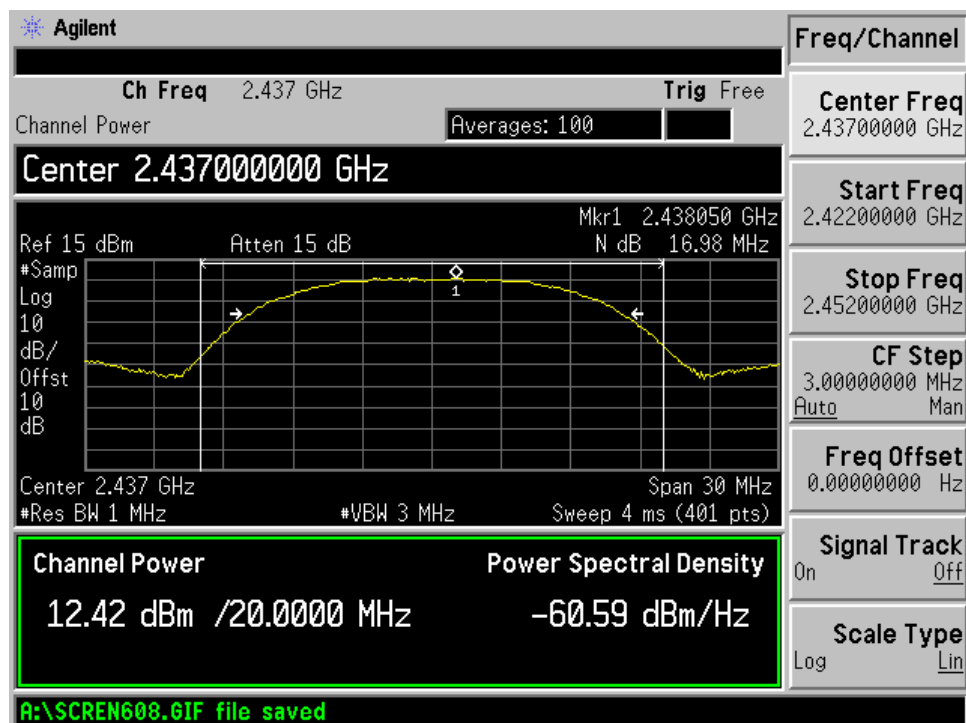 Agilent
Freq/Channel
Ch Freq 2.437 GHz Trig Free
Channel Power Averages: 100
Center 2.437000000 GHz
Mkr1 2.438050 GHz
Ref 15 dBm Atten 15 dB N dB 16.98 MHz
#Samp
Log
10
dB/
Offst
10
dB
1
Center 2.437 GHz Span 30 MHz
#Res BW 1 MHz #VBW 3 MHz Sweep 4 ms (401 pts)
Channel Power Power Spectral Density
12.42 dBm /20.0000 MHz -60.59 dBm/Hz
A:\SCREN608.GIF file saved
Center Freq
2.43700000 GHz
Start Freq
2.42200000 GHz
Stop Freq
2.45200000 GHz
CF Step
3.00000000 MHz
Auto Man
Freq Offset
0.00000000 Hz
Signal Track
On Off
Scale Type
Log Lin